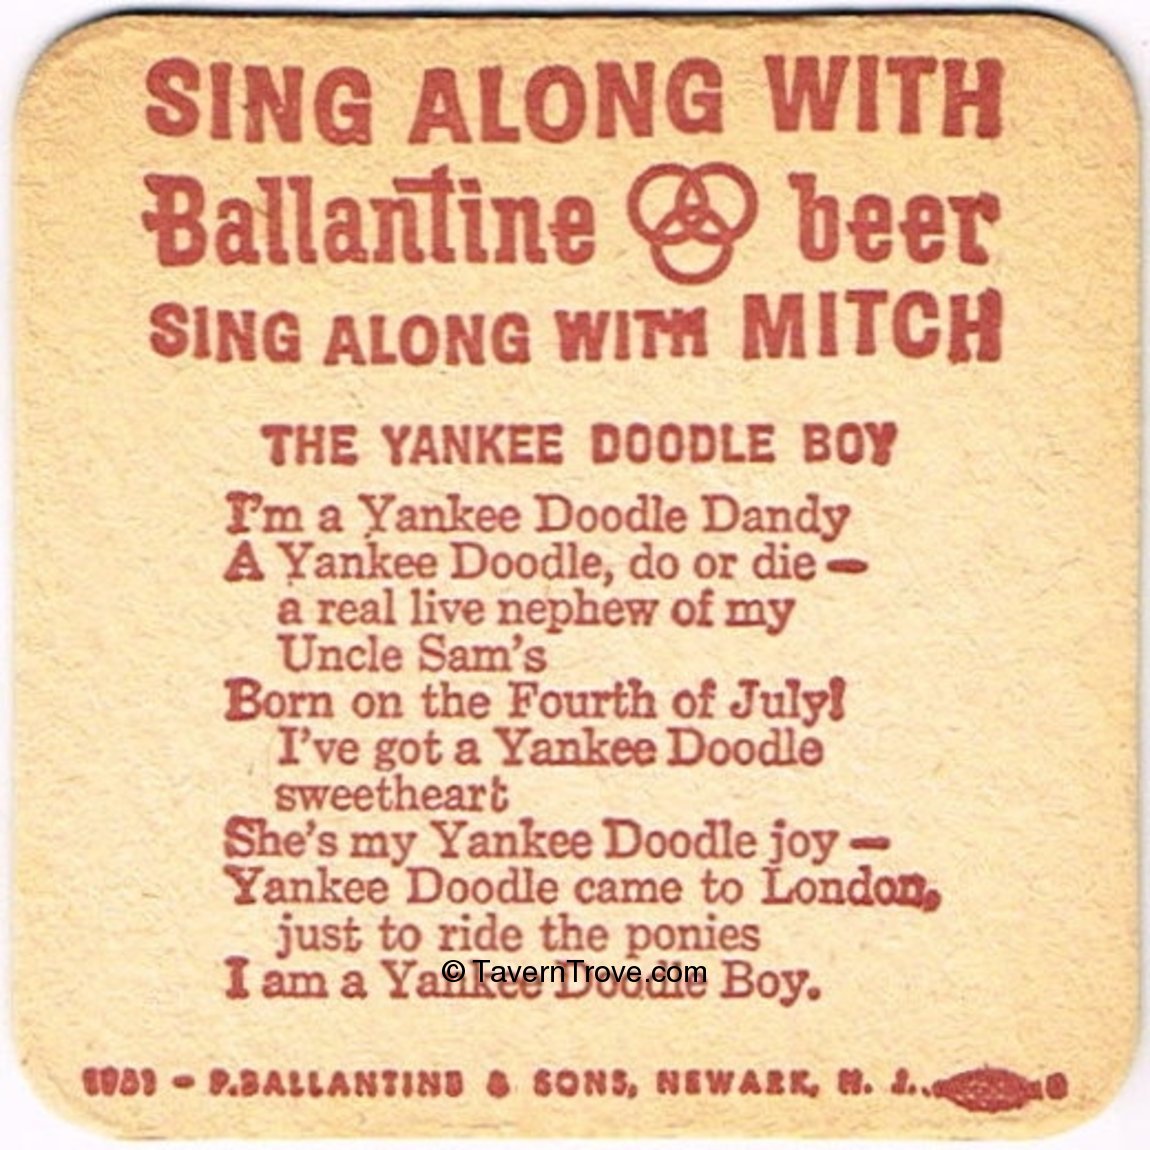 SING ALONG WITH
Ballantine beer
SING ALONG WITH MITCH
THE YANKEE DOODLE BOY
I'm a Yankee Doodle Dandy
A Yankee Doodle, do or die —
a real live nephew of my
Uncle Sam's
Born on the Fourth of July!
I've got a Yankee Doodle
sweetheart
She's my Yankee Doodle joy —
Yankee Doodle came to London,
just to ride the ponies
I am a Yankee Doodle Boy.
© TavernTrove.com
- P. BALLANTINE & SONS, NEWARK, N. J.